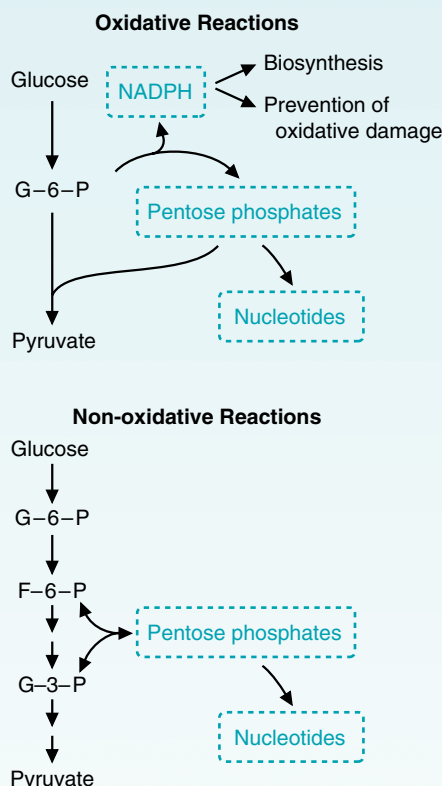 Oxidative Reactions
Glucose
NADPH
Biosynthesis
Prevention of
oxidative damage
G–6–P
Pentose phosphates
Nucleotides
Pyruvate
Non-oxidative Reactions
Glucose
G–6–P
F–6–P
Pentose phosphates
G–3–P
Nucleotides
Pyruvate